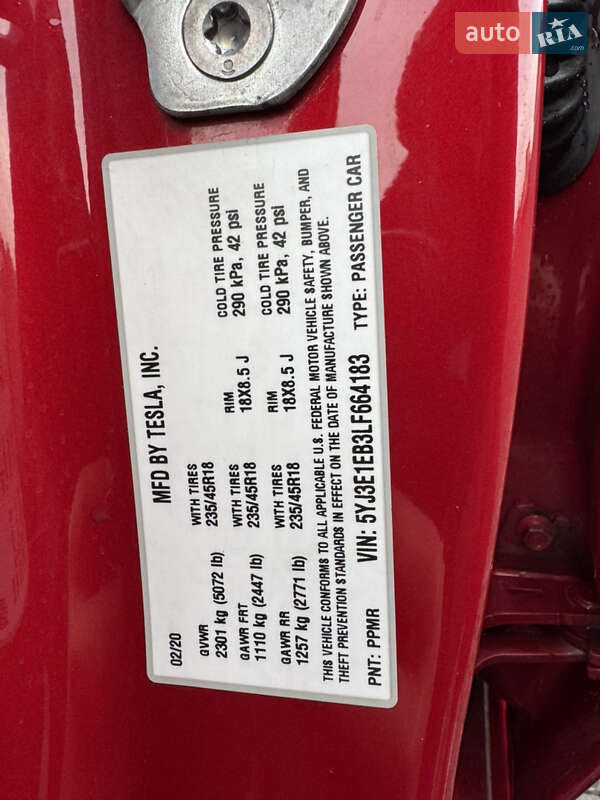 auto RIA.com
MFD BY TESLA, INC.
02/20
GVWR
2301 kg (5072 lb)
WITH TIRES
235/45R18
RIM
18X8.5 J
COLD TIRE PRESSURE
290 kPa, 42 psi
GAWR FRT
1110 kg (2447 lb)
WITH TIRES
235/45R18
RIM
18X8.5 J
COLD TIRE PRESSURE
290 kPa, 42 psi
GAWR RR
1257 kg (2771 lb)
WITH TIRES
235/45R18
THIS VEHICLE CONFORMS TO ALL APPLICABLE U.S. FEDERAL MOTOR VEHICLE SAFETY, BUMPER, AND
THEFT PREVENTION STANDARDS IN EFFECT ON THE DATE OF MANUFACTURE SHOWN ABOVE.
PNT: PPMR VIN: 5YJ3E1EB3LF664183 TYPE: PASSENGER CAR